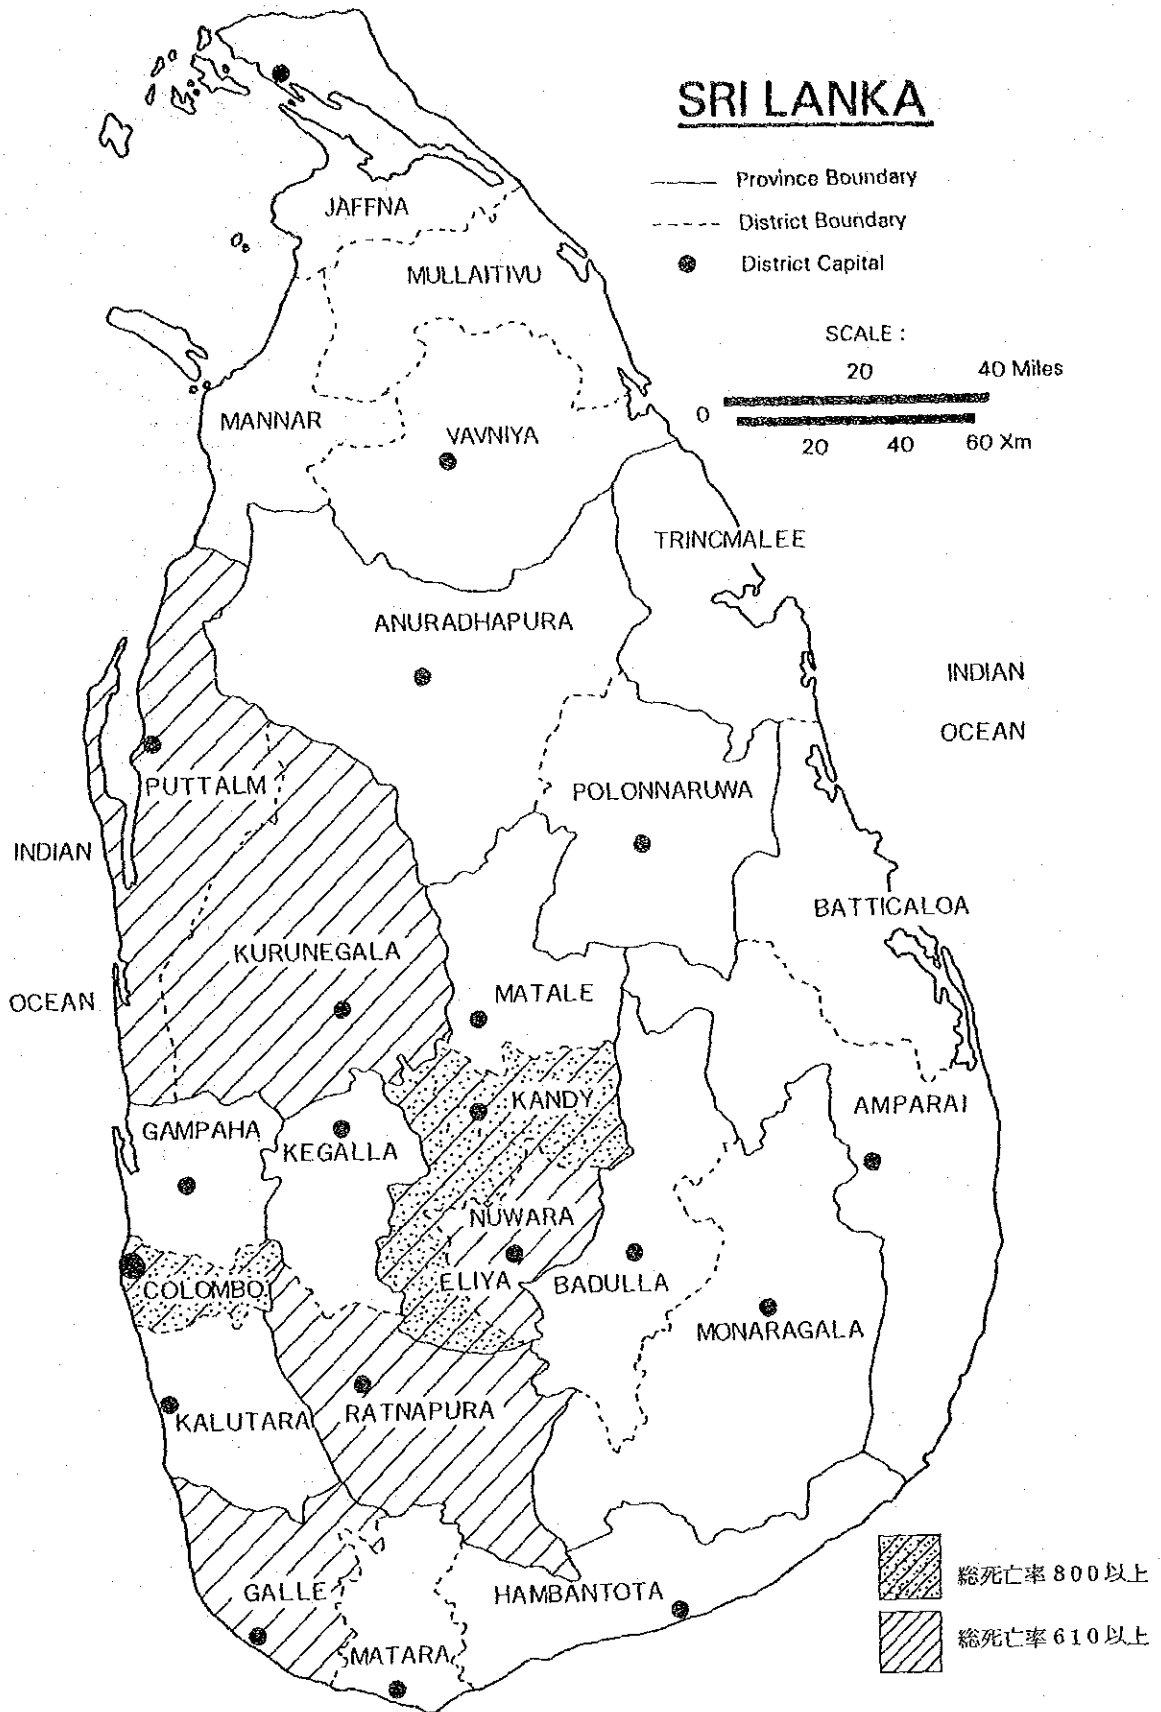 SRI LANKA
Province Boundary
District Boundary
District Capital
SCALE :
20 40 Miles
0
20 40 60 Xm
JAFFNA
MULLAITIVU
MANNAR
VAVNIYA
TRINCMALEE
ANURADHAPURA
INDIAN
OCEAN
PUTTALM
POLONNARUWA
INDIAN
OCEAN
BATTICALOA
KURUNEGALA
MATALE
KANDY
AMPARAI
GAMPAHA
KEGALLA
NUWARA
ELIYA
BADULLA
COLOMBO
MONARAGALA
KALUTARA
RATNAPURA
GALLE
HAMBANTOTA
MATARA
総死亡率800以上
総死亡率610以上